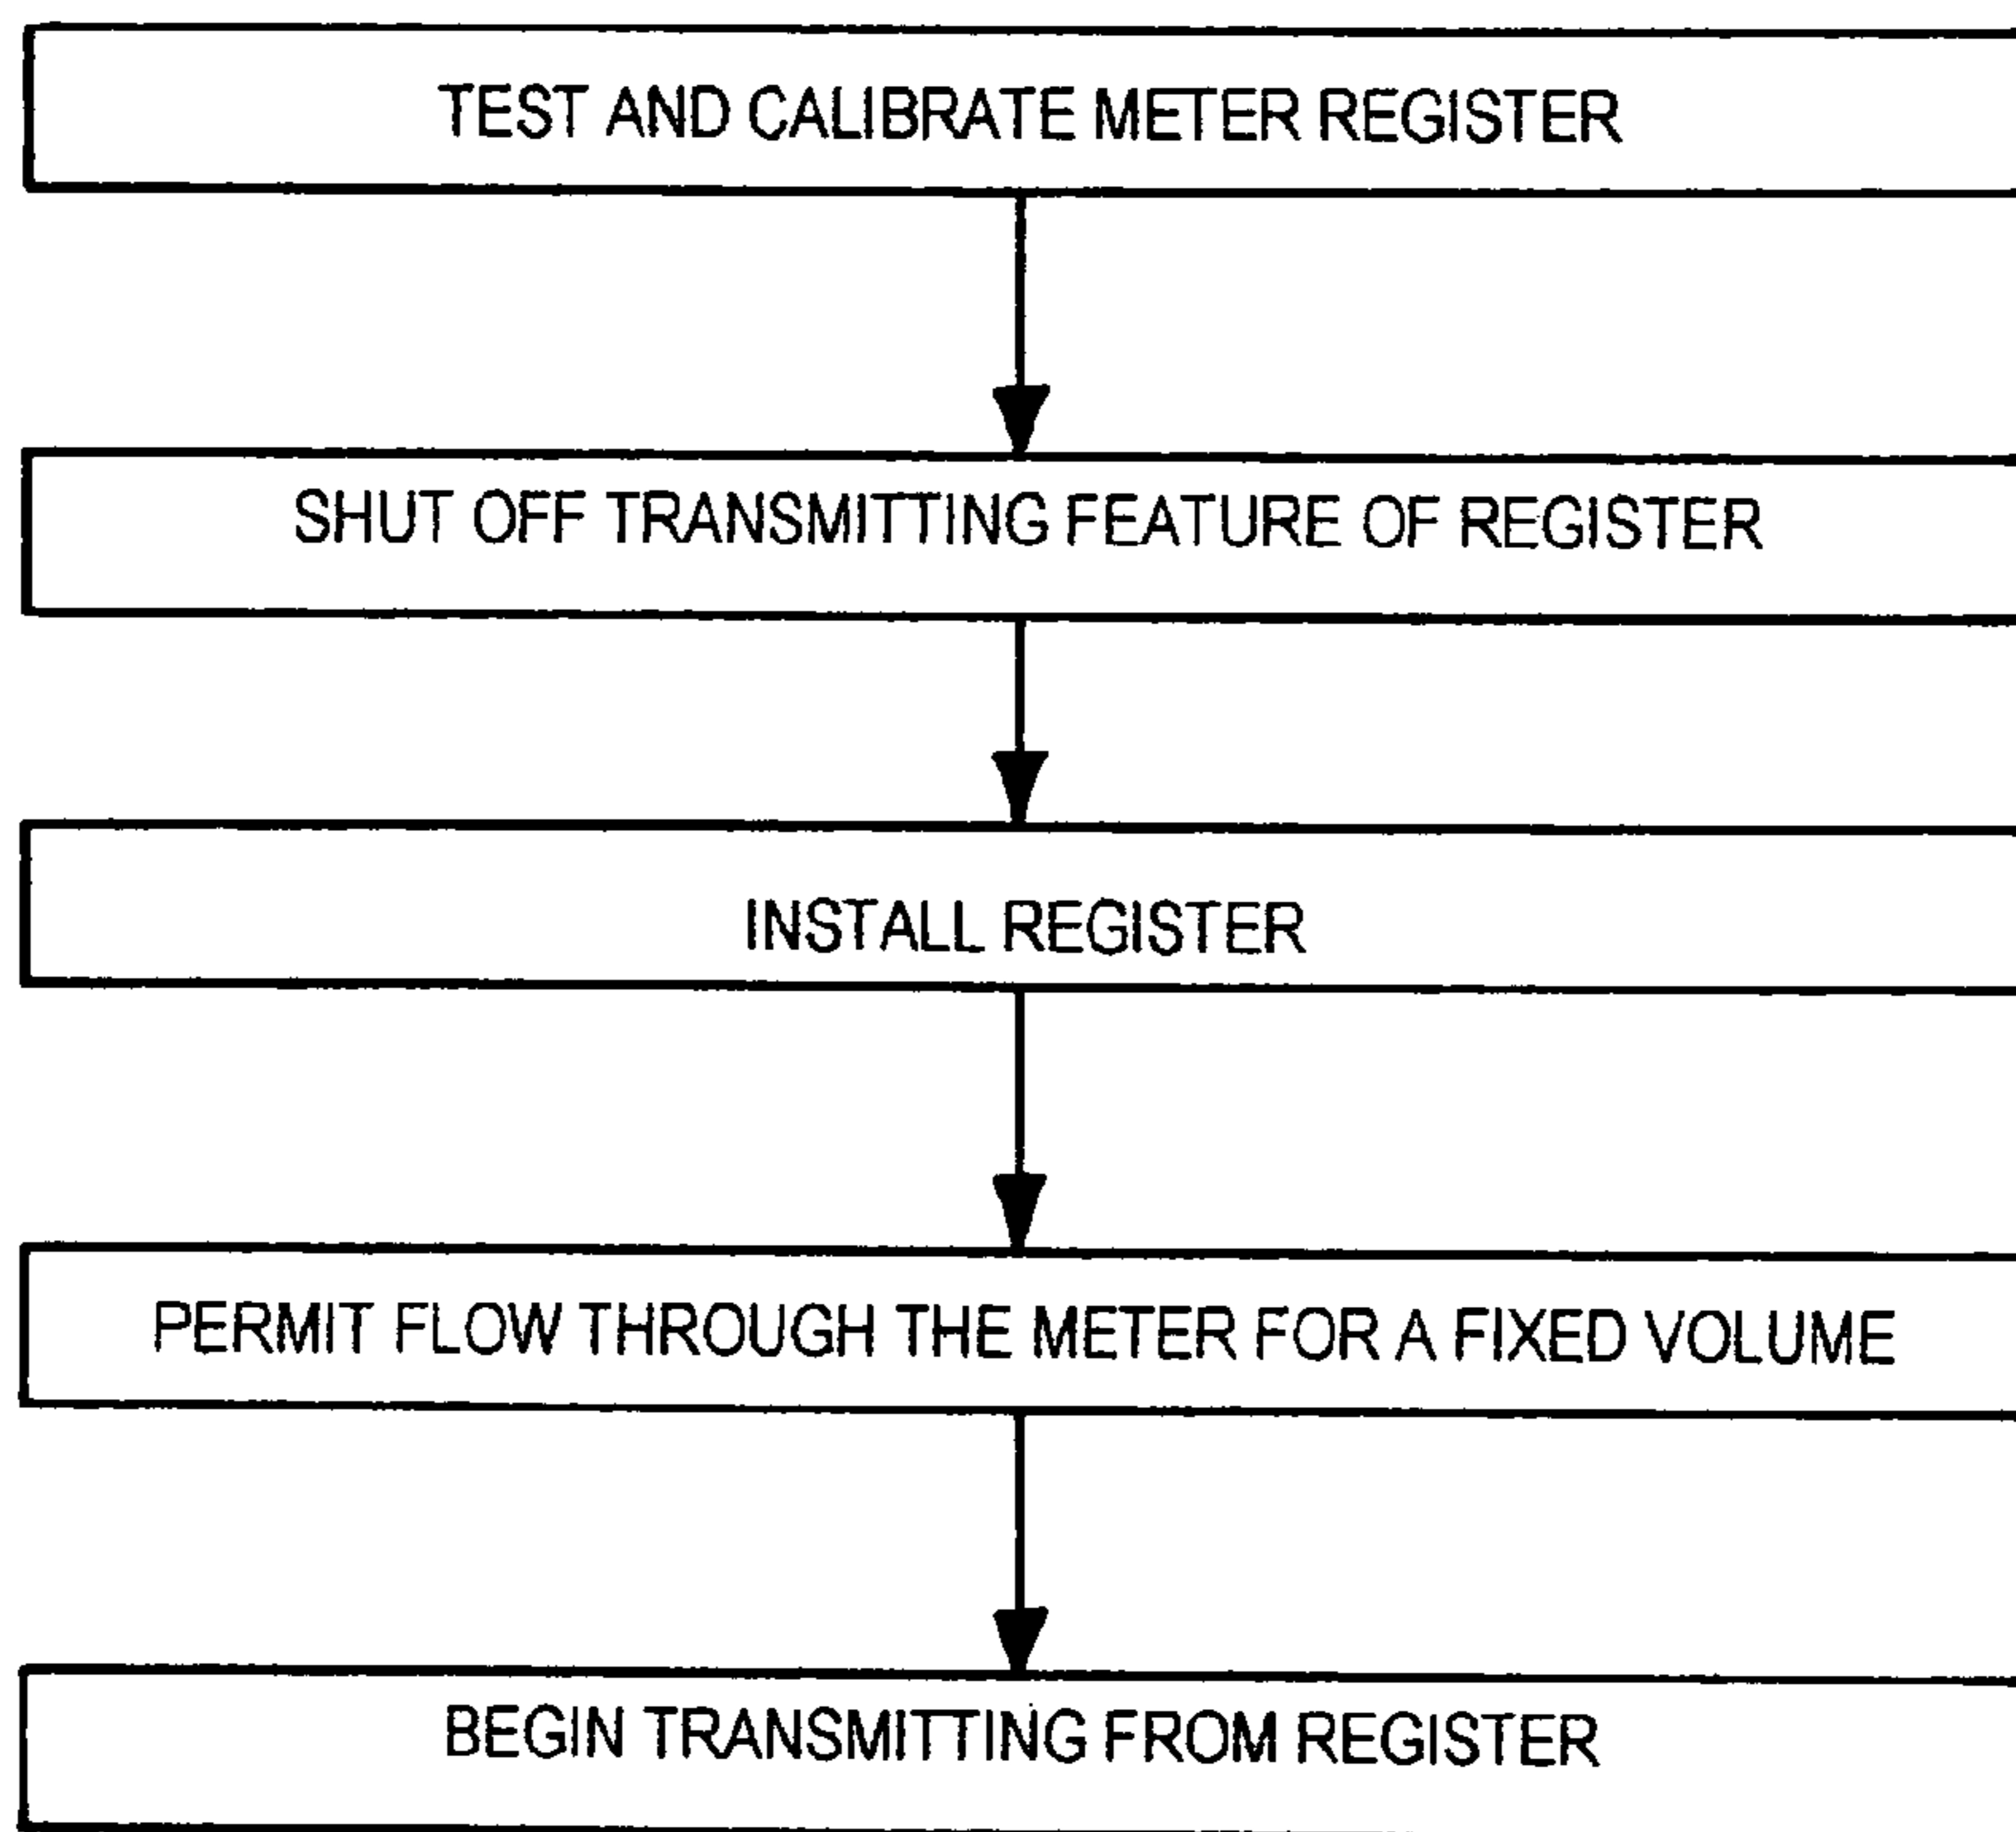 TEST AND CALIBRATE METER REGISTER
SHUT OFF TRANSMITTING FEATURE OF REGISTER
INSTALL REGISTER
PERMIT FLOW THROUGH THE METER FOR A FIXED VOLUME
BEGIN TRANSMITTING FROM REGISTER